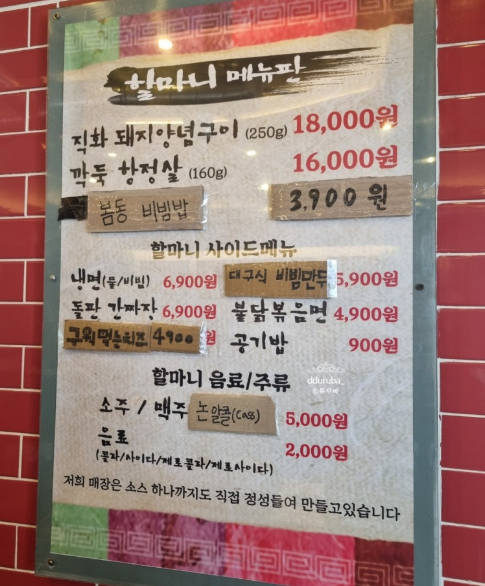 할마니 메뉴판
직화 돼지양념구이 (250g) 18,000원
깍둑 항정살 (160g) 16,000원
봄동 비빔밥 3,900원
할마니 사이드메뉴
냉면(물/비빔) 6,900원 대구식 비빔만두 5,900원
돌판 간짜장 6,900원 불닭볶음면 4,900원
구워먹는치즈 4900 원 공기밥 900원
할마니 음료/주류
소주 / 맥주 논알콜(Cass) 5,000원
음료 2,000원
(콜라/사이다/제로콜라/제로사이다)
저희 매장은 소스 하나까지도 직접 정성들여 만들고있습니다
dduruba_